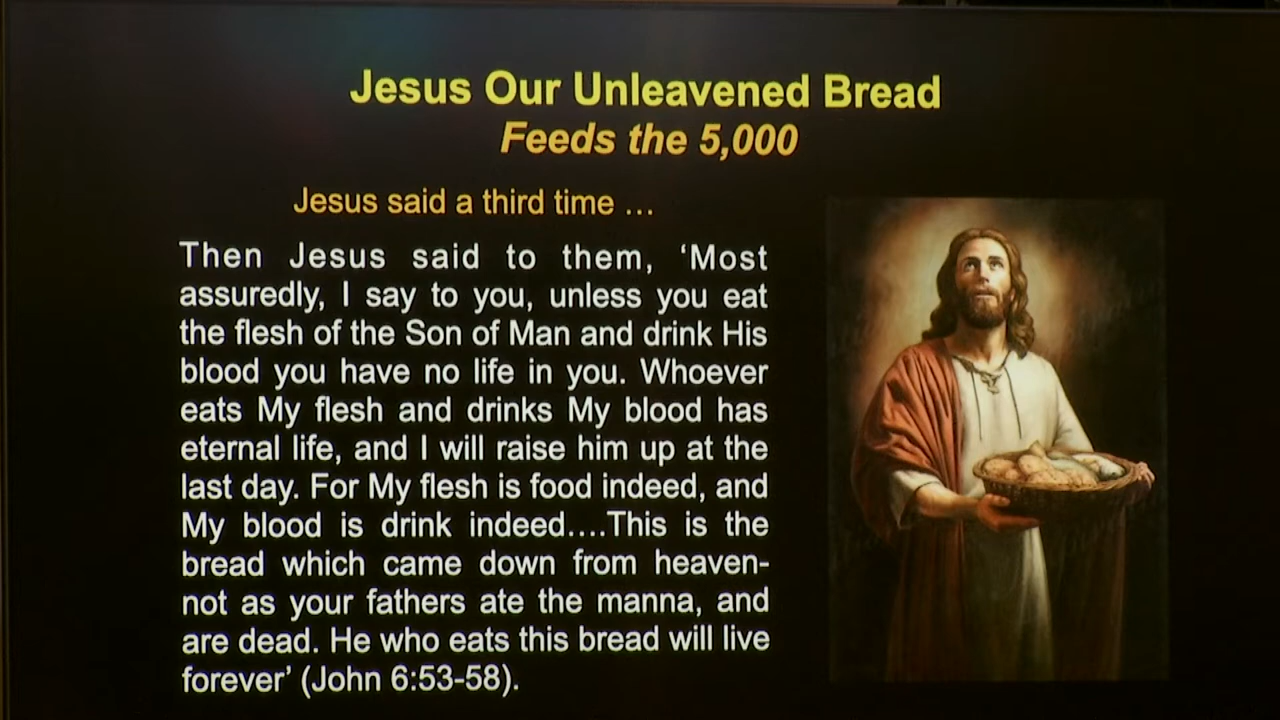 Jesus Our Unleavened Bread
Feeds the 5,000
Jesus said a third time …
Then Jesus said to them, ‘Most
assuredly, I say to you, unless you eat
the flesh of the Son of Man and drink His
blood you have no life in you. Whoever
eats My flesh and drinks My blood has
eternal life, and I will raise him up at the
last day. For My flesh is food indeed, and
My blood is drink indeed….This is the
bread which came down from heaven-
not as your fathers ate the manna, and
are dead. He who eats this bread will live
forever’ (John 6:53-58).